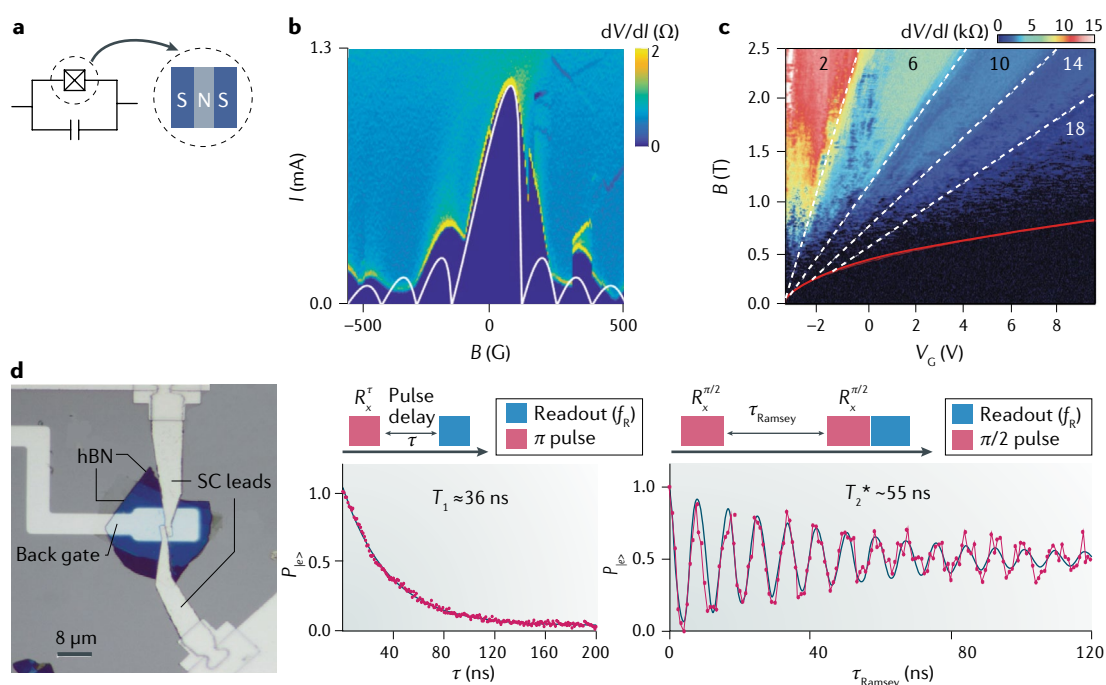 a
S N S
b
dV/dI (Ω)
2
0
1.3
0.0
I (mA)
−500
0
500
B (G)
c
dV/dI (kΩ)
0 5 10 15
2.5
2.0
1.5
1.0
0.5
0.0
B (T)
2
6
10
14
18
−2
0
2
4
6
8
V_G (V)
d
hBN
SC leads
Back gate
8 µm
R_x^τ
Pulse
delay
τ
Readout (f_R)
π pulse
T_1 ≈36 ns
1.0
0.5
0.0
P_|e>
40
80
120
160
200
τ (ns)
R_x^π/2
τ_Ramsey
R_x^π/2
Readout (f_R)
π/2 pulse
T_2* ~55 ns
1.0
0.5
0.0
P_|e>
0
40
80
120
τ_Ramsey (ns)